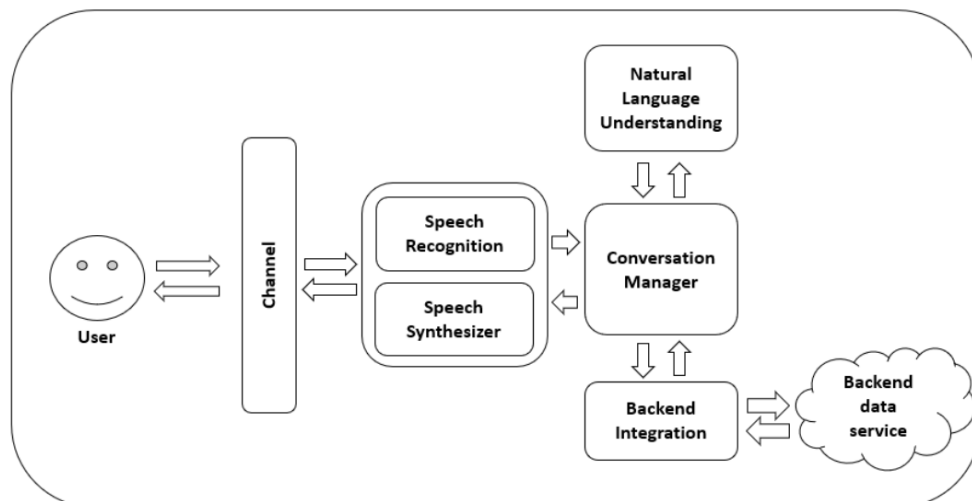 Natural
Language
Understanding
Channel
Speech
Recognition
Conversation
Manager
User
Speech
Synthesizer
Backend
Integration
Backend
data
service